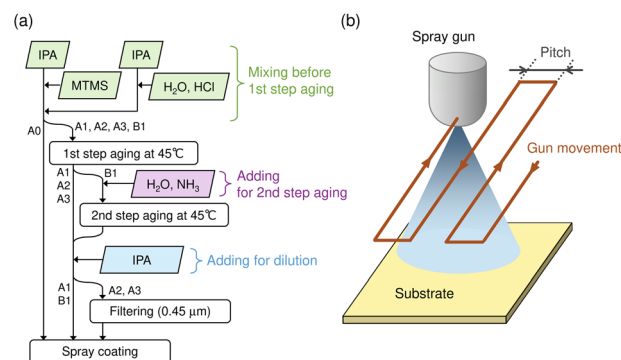 (a)
IPA
IPA
MTMS
H₂O, HCl
Mixing before
1st step aging
A0
A1, A2, A3, B1
1st step aging at 45℃
A1
A2
A3
B1
H₂O, NH₃
Adding
for 2nd step aging
2nd step aging at 45℃
IPA
Adding for dilution
A1
B1
A2, A3
Filtering (0.45 μm)
Spray coating
(b)
Spray gun
Pitch
Gun movement
Substrate